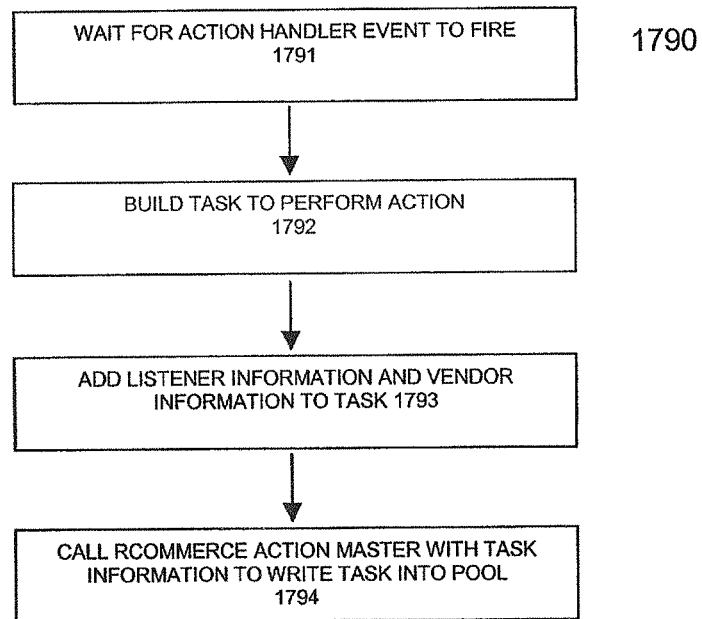 WAIT FOR ACTION HANDLER EVENT TO FIRE
1791
1790
BUILD TASK TO PERFORM ACTION
1792
ADD LISTENER INFORMATION AND VENDOR
INFORMATION TO TASK 1793
CALL RCOMMERCE ACTION MASTER WITH TASK
INFORMATION TO WRITE TASK INTO POOL
1794